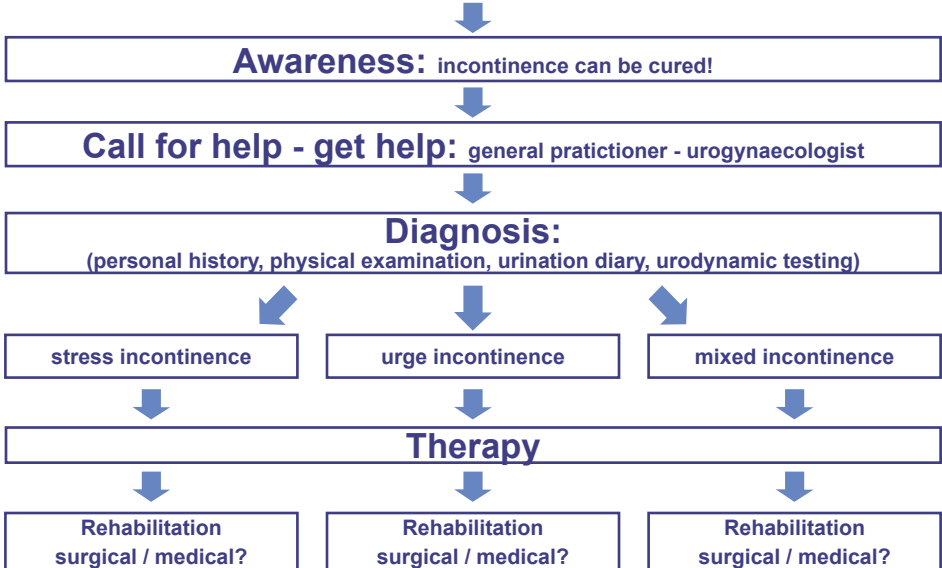 Awareness: incontinence can be cured!
Call for help - get help: general pratictioner - urogynaecologist
Diagnosis:
(personal history, physical examination, urination diary, urodynamic testing)
stress incontinence
urge incontinence
mixed incontinence
Therapy
Rehabilitation
surgical / medical?
Rehabilitation
surgical / medical?
Rehabilitation
surgical / medical?